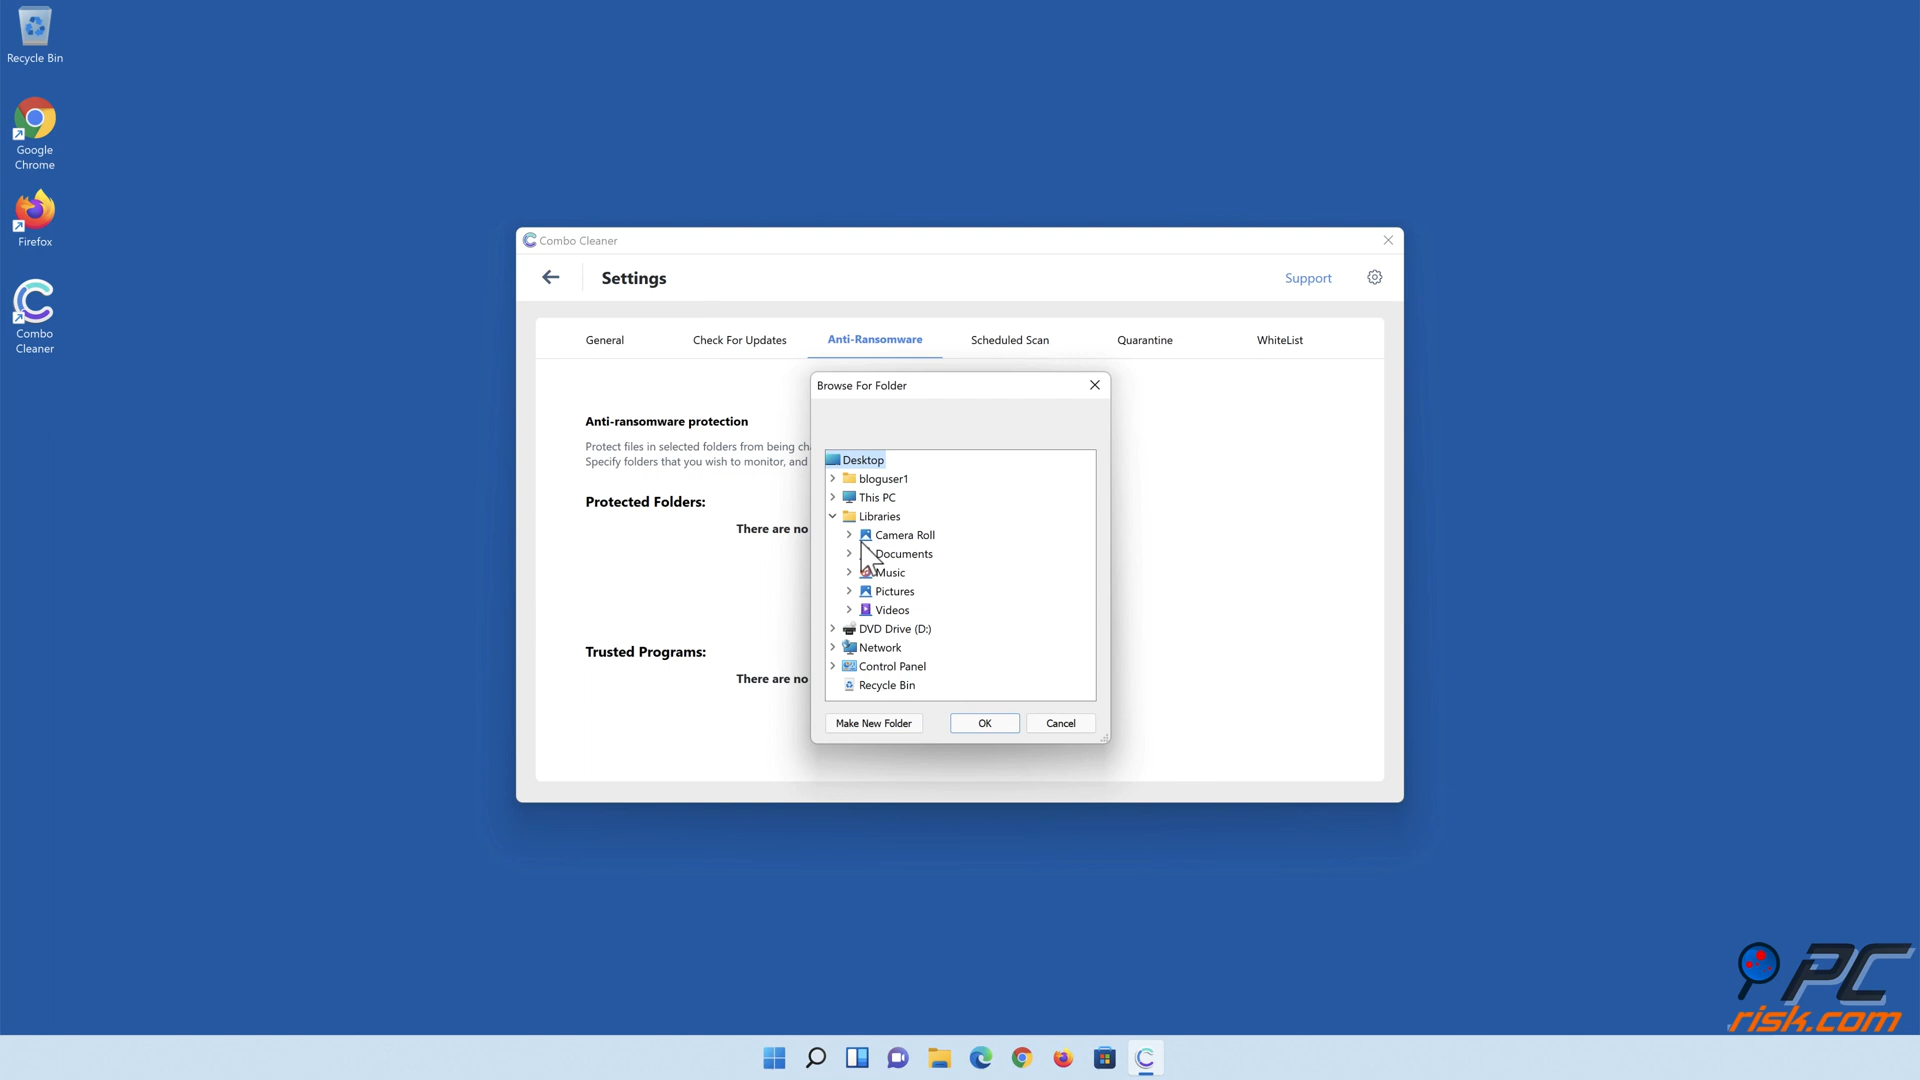 Recycle Bin
Google
Chrome
Firefox
Combo
Cleaner
Combo Cleaner
Settings
Support
General
Check For Updates
Anti-Ransomware
Scheduled Scan
Quarantine
WhiteList
Anti-ransomware protection
Protect files in selected folders from being
Specify folders that you wish to monitor, and
Protected Folders:
There are no
Trusted Programs:
There are no
Browse For Folder
Desktop
bloguser1
This PC
Libraries
Camera Roll
Documents
Music
Pictures
Videos
DVD Drive (D:)
Network
Control Panel
Recycle Bin
Make New Folder
OK
Cancel
PC
risk.com